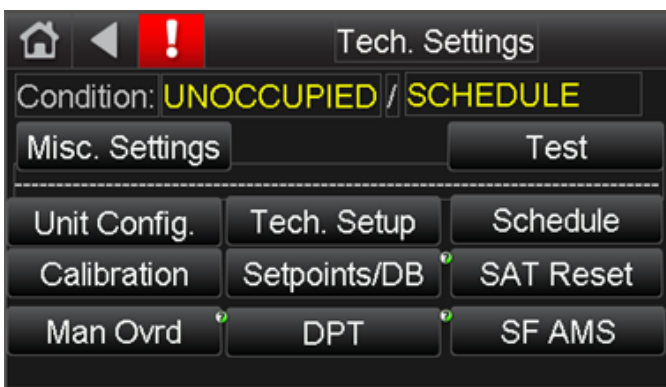 ! Tech. Settings
Condition: UNOCCUPIED / SCHEDULE
Misc. Settings Test
Unit Config. Tech. Setup Schedule
Calibration Setpoints/DB SAT Reset
Man Ovrd DPT SF AMS